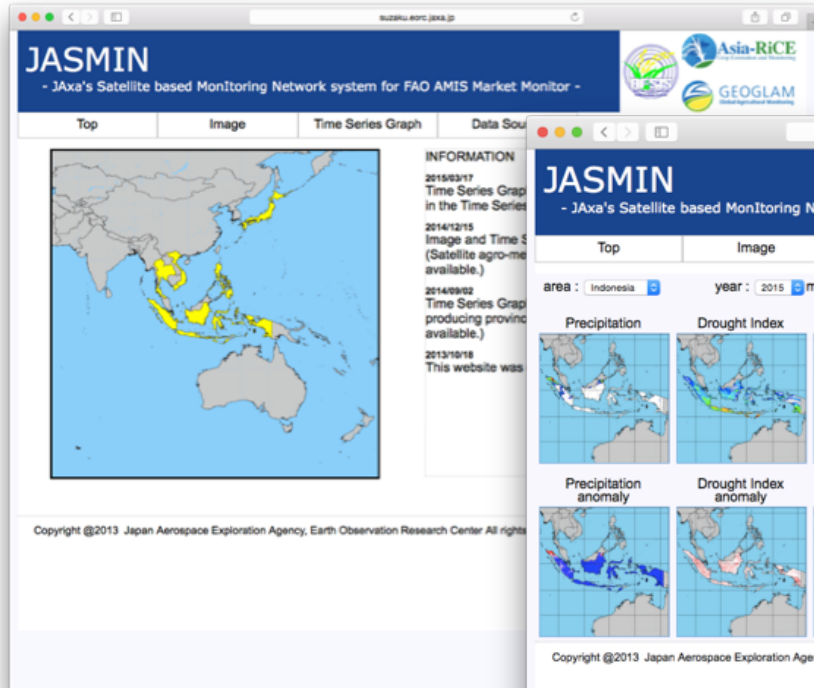 suzaku.eorc.jaxa.jp
JASMIN
- JAxa's Satellite based MonItoring Network system for FAO AMIS Market Monitor -
Asia-RiCE
GEOGLAM
Top
Image
Time Series Graph
Data Sou
INFORMATION
2015/03/17
Time Series Grap
in the Time Series
2014/12/15
Image and Time S
(Satellite agro-me
available.)
2014/09/02
Time Series Grap
producing provinc
available.)
2013/10/18
This website was
Copyright @2013 Japan Aerospace Exploration Agency, Earth Observation Research Center All rights
JASMIN
- JAxa's Satellite based MonItoring N
Top
Image
area : Indonesia
year : 2015 m
Precipitation
Drought Index
Precipitation
anomaly
Drought Index
anomaly
Copyright @2013 Japan Aerospace Exploration Age